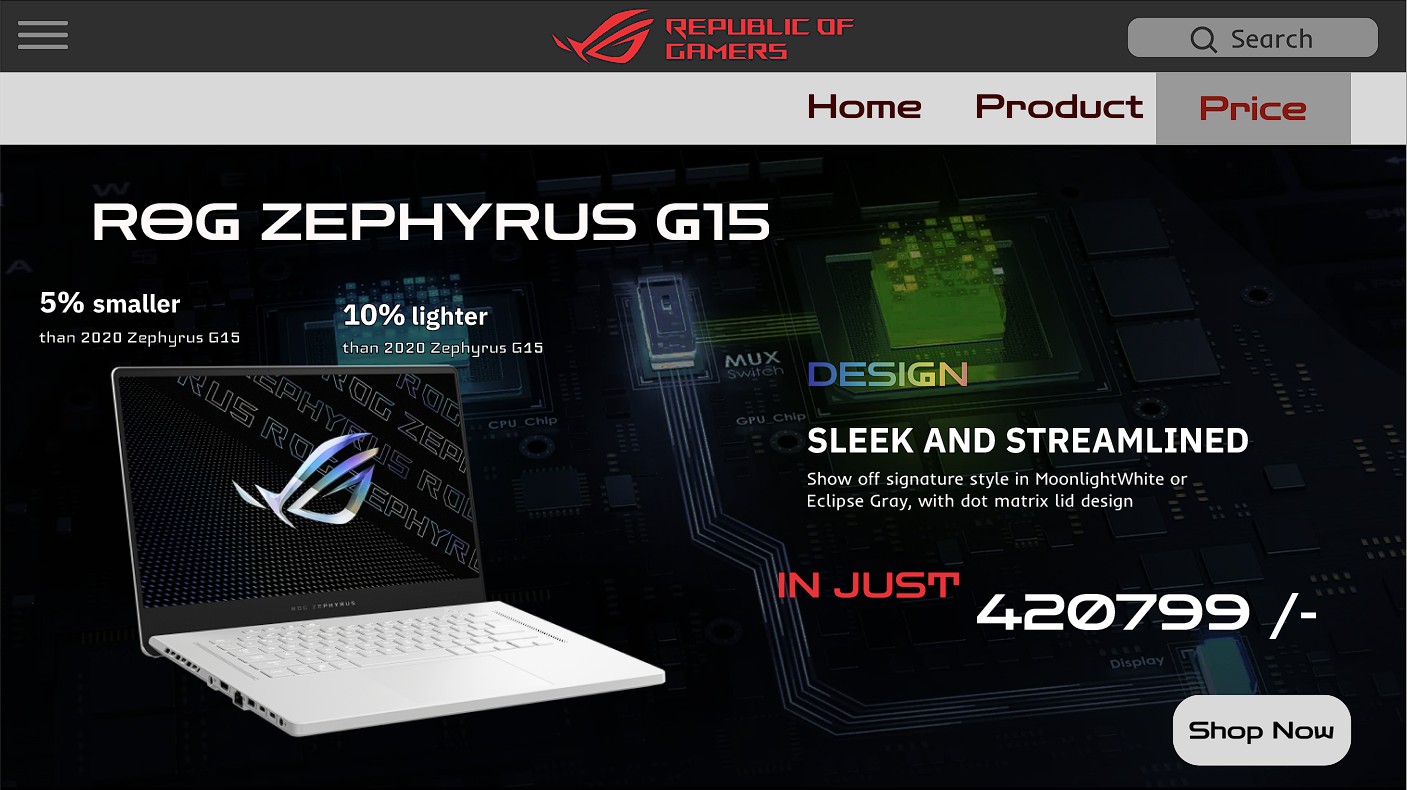 REPUBLIC OF
GAMERS
Search
Home
Product
Price
ROG ZEPHYRUS G15
5% smaller
than 2020 Zephyrus G15
10% lighter
than 2020 Zephyrus G15
MUX
Switch
CPU_Chip
GPU_Chip
DESIGN
SLEEK AND STREAMLINED
Show off signature style in MoonlightWhite or
Eclipse Gray, with dot matrix lid design
ROG ZEPHYRUS
IN JUST
420799 /-
Display
Shop Now